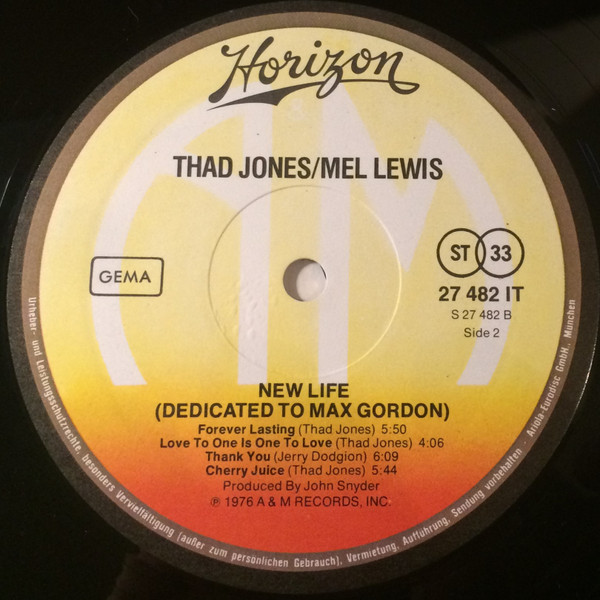 Horizon
THAD JONES/MEL LEWIS
GEMA
ST 33
27 482 IT
S 27 482 B
Side 2
NEW LIFE
(DEDICATED TO MAX GORDON)
Forever Lasting (Thad Jones) 5:50
Love To One Is One To Love (Thad Jones) 4:06
Thank You (Jerry Dodgion) 6:09
Cherry Juice (Thad Jones) 5:44
Produced By John Snyder
℗ 1976 A & M RECORDS, INC.
Urheber- und Leistungsschutzrechte, besonders Vervielfältigung (außer zum persönlichen Gebrauch), Vermietung, Aufführung, Sendung vorbehalten - Ariola-Eurodisc GmbH., München
AM